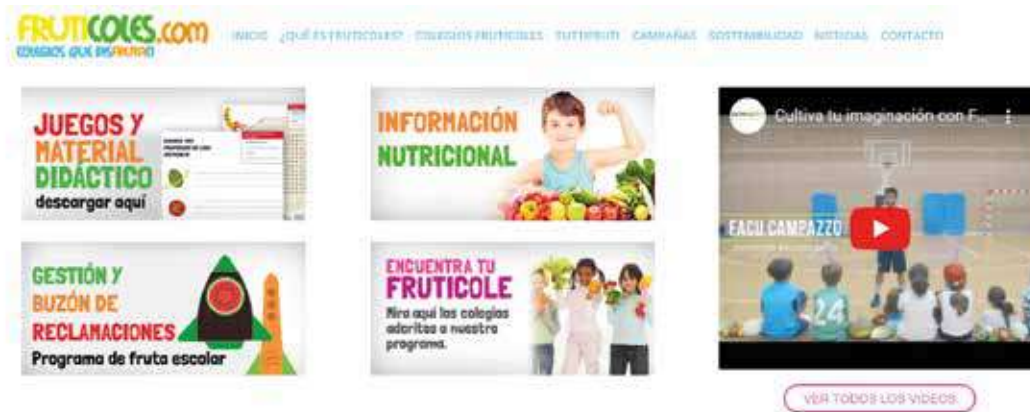 FRUTICOLES.com
COLEGIOS QUE DISFRUTAN
INICIO ¿QUÉ ES FRUTICOLES? COLEGIOS FRUTICOLES TUTTIFRUTI CAMPAÑAS SOSTENIBILIDAD NOTICIAS CONTACTO
JUEGOS Y
MATERIAL
DIDÁCTICO
descargar aquí
INFORMACIÓN
NUTRICIONAL
Cultiva tu imaginación con F...
FACU CAMPAZZO
24
GESTIÓN Y
BUZÓN DE
RECLAMACIONES
Programa de fruta escolar
ENCUENTRA TU
FRUTICOLE
Mira aquí los colegios
adscritos a nuestro
programa.
VER TODOS LOS VIDEOS